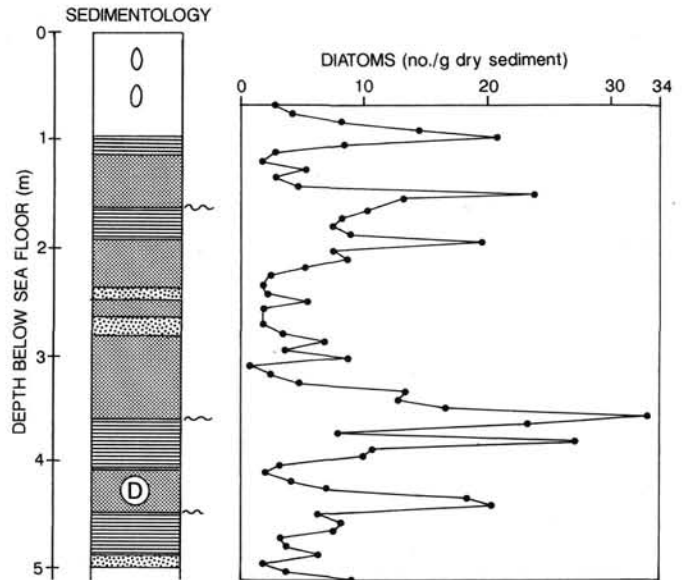 SEDIMENTOLOGY
DIATOMS (no./g dry sediment)
0 10 20 30 34
DEPTH BELOW SEA FLOOR (m)
0
1
2
3
4
5
D